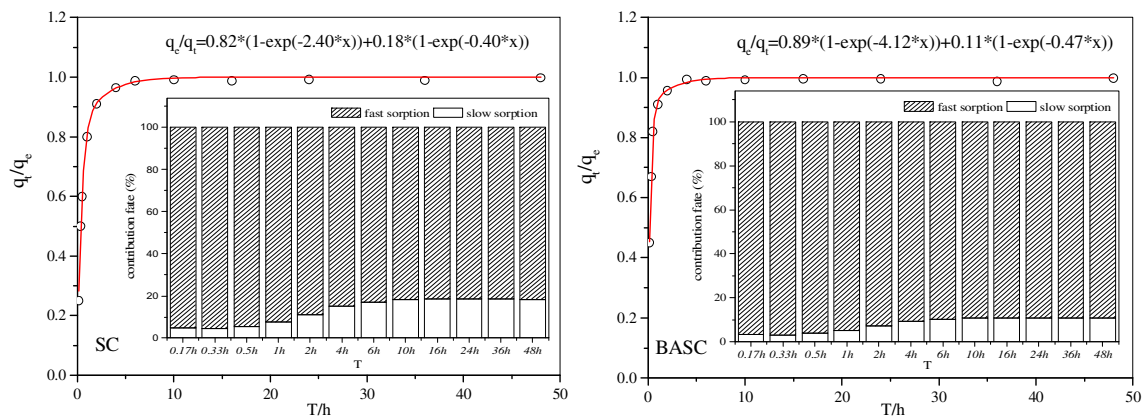 q_e/q_t=0.82*(1-exp(-2.40*x))+0.18*(1-exp(-0.40*x))
1.2
1.0
0.8
0.6
0.4
0.2
0.0
q_t/q_e
fast sorption
slow sorption
100
80
60
40
20
0
contribution fate (%)
0.17h 0.33h 0.5h 1h 2h 4h 6h 10h 16h 24h 36h 48h
T
SC
0 10 20 30 40 50
T/h
q_e/q_t=0.89*(1-exp(-4.12*x))+0.11*(1-exp(-0.47*x))
1.2
1.0
0.8
0.6
0.4
0.2
0.0
q_t/q_e
fast sorption
slow sorption
100
80
60
40
20
0
contribution fate (%)
0.17h 0.33h 0.5h 1h 2h 4h 6h 10h 16h 24h 36h 48h
T
BASC
0 10 20 30 40 50
T/h